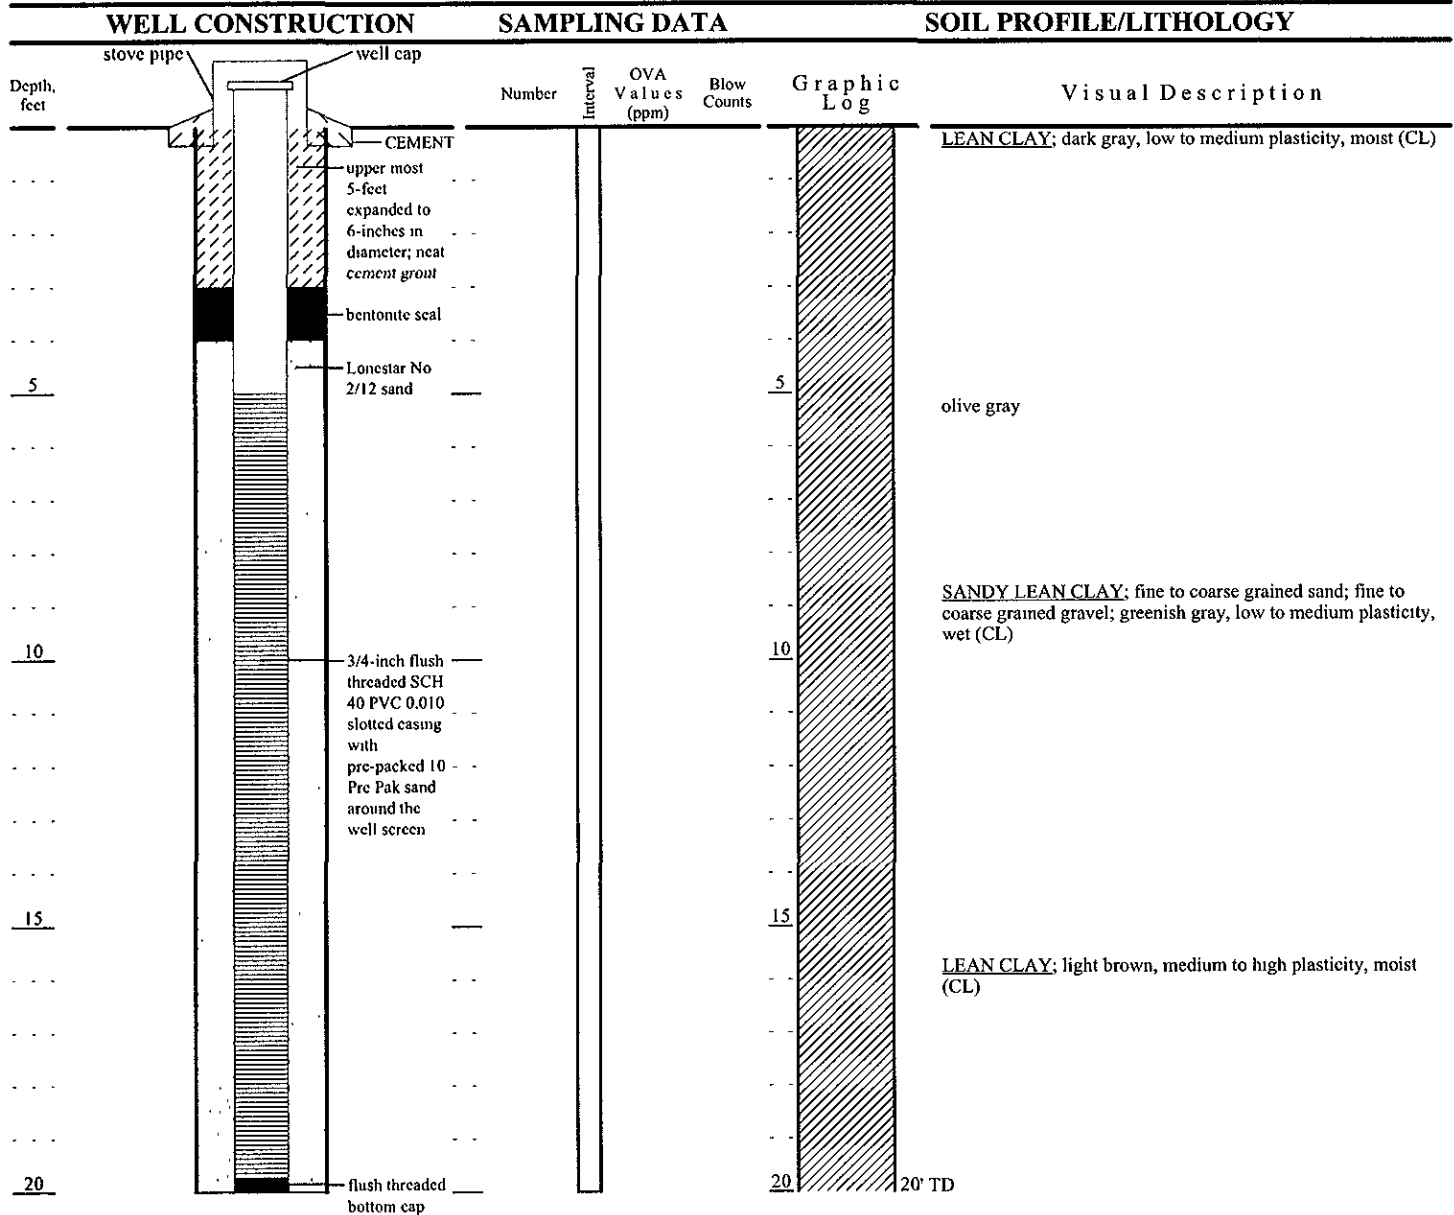 WELL CONSTRUCTION SAMPLING DATA SOIL PROFILE/LITHOLOGY
stove pipe
well cap
Depth,
feet
Number
Interval
OVA
Values
(ppm)
Blow
Counts
Graphic
Log
Visual Description
CEMENT
LEAN CLAY; dark gray, low to medium plasticity, moist (CL)
upper most
5-feet
expanded to
6-inches in
diameter; neat
cement grout
bentonite seal
Lonestar No
2/12 sand
5
5
olive gray
SANDY LEAN CLAY; fine to coarse grained sand; fine to
coarse grained gravel; greenish gray, low to medium plasticity,
wet (CL)
10
10
3/4-inch flush
threaded SCH
40 PVC 0.010
slotted casing
with
pre-packed 10
Pre Pak sand
around the
well screen
15
15
LEAN CLAY; light brown, medium to high plasticity, moist
(CL)
20
20
20' TD
flush threaded
bottom cap